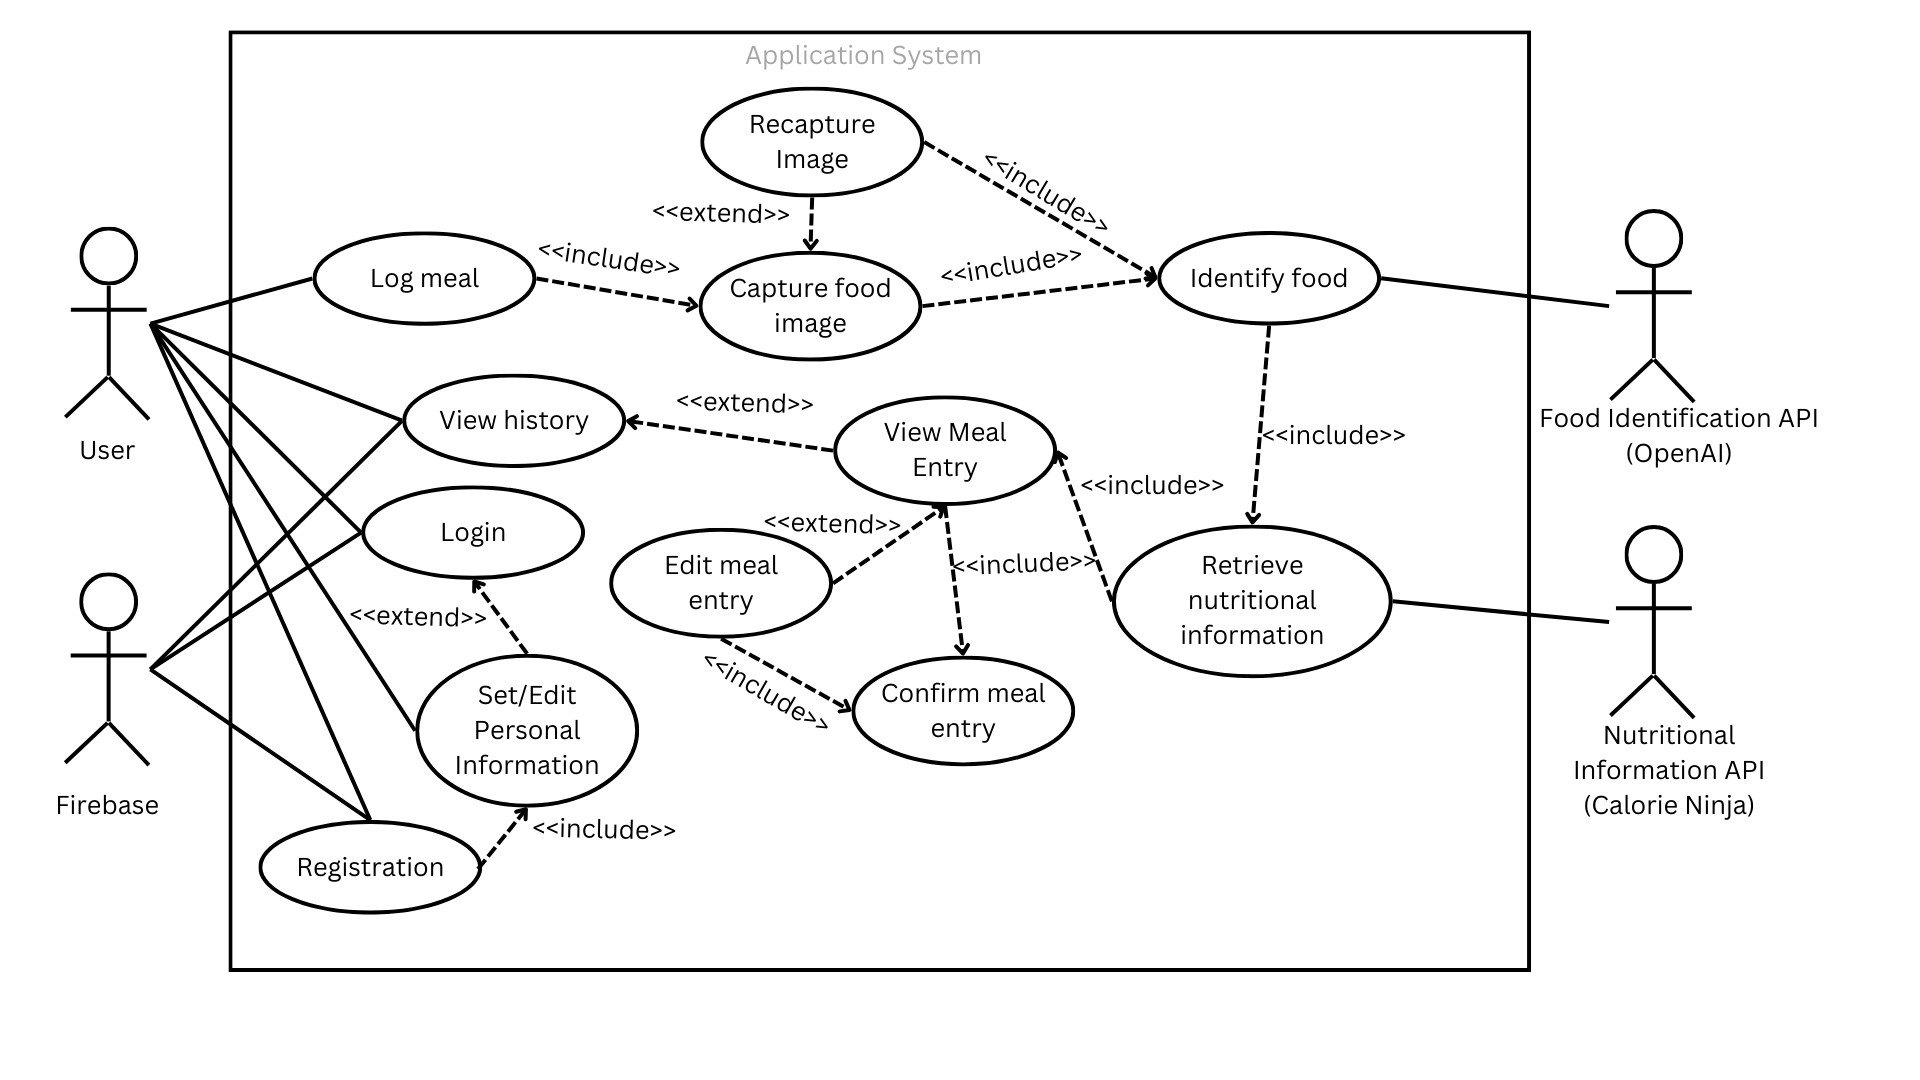 Application System
Recapture
Image
<<include>>
<<extend>>
<<include>>
<<include>>
Log meal
Capture food
image
Identify food
User
View history
<<extend>>
View Meal
Entry
<<include>>
Food Identification API
(OpenAI)
<<include>>
Login
<<extend>>
Edit meal
entry
<<include>>
Retrieve
nutritional
information
<<extend>>
<<include>>
Set/Edit
Personal
Information
Confirm meal
entry
Nutritional
Information API
(Calorie Ninja)
Firebase
<<include>>
Registration